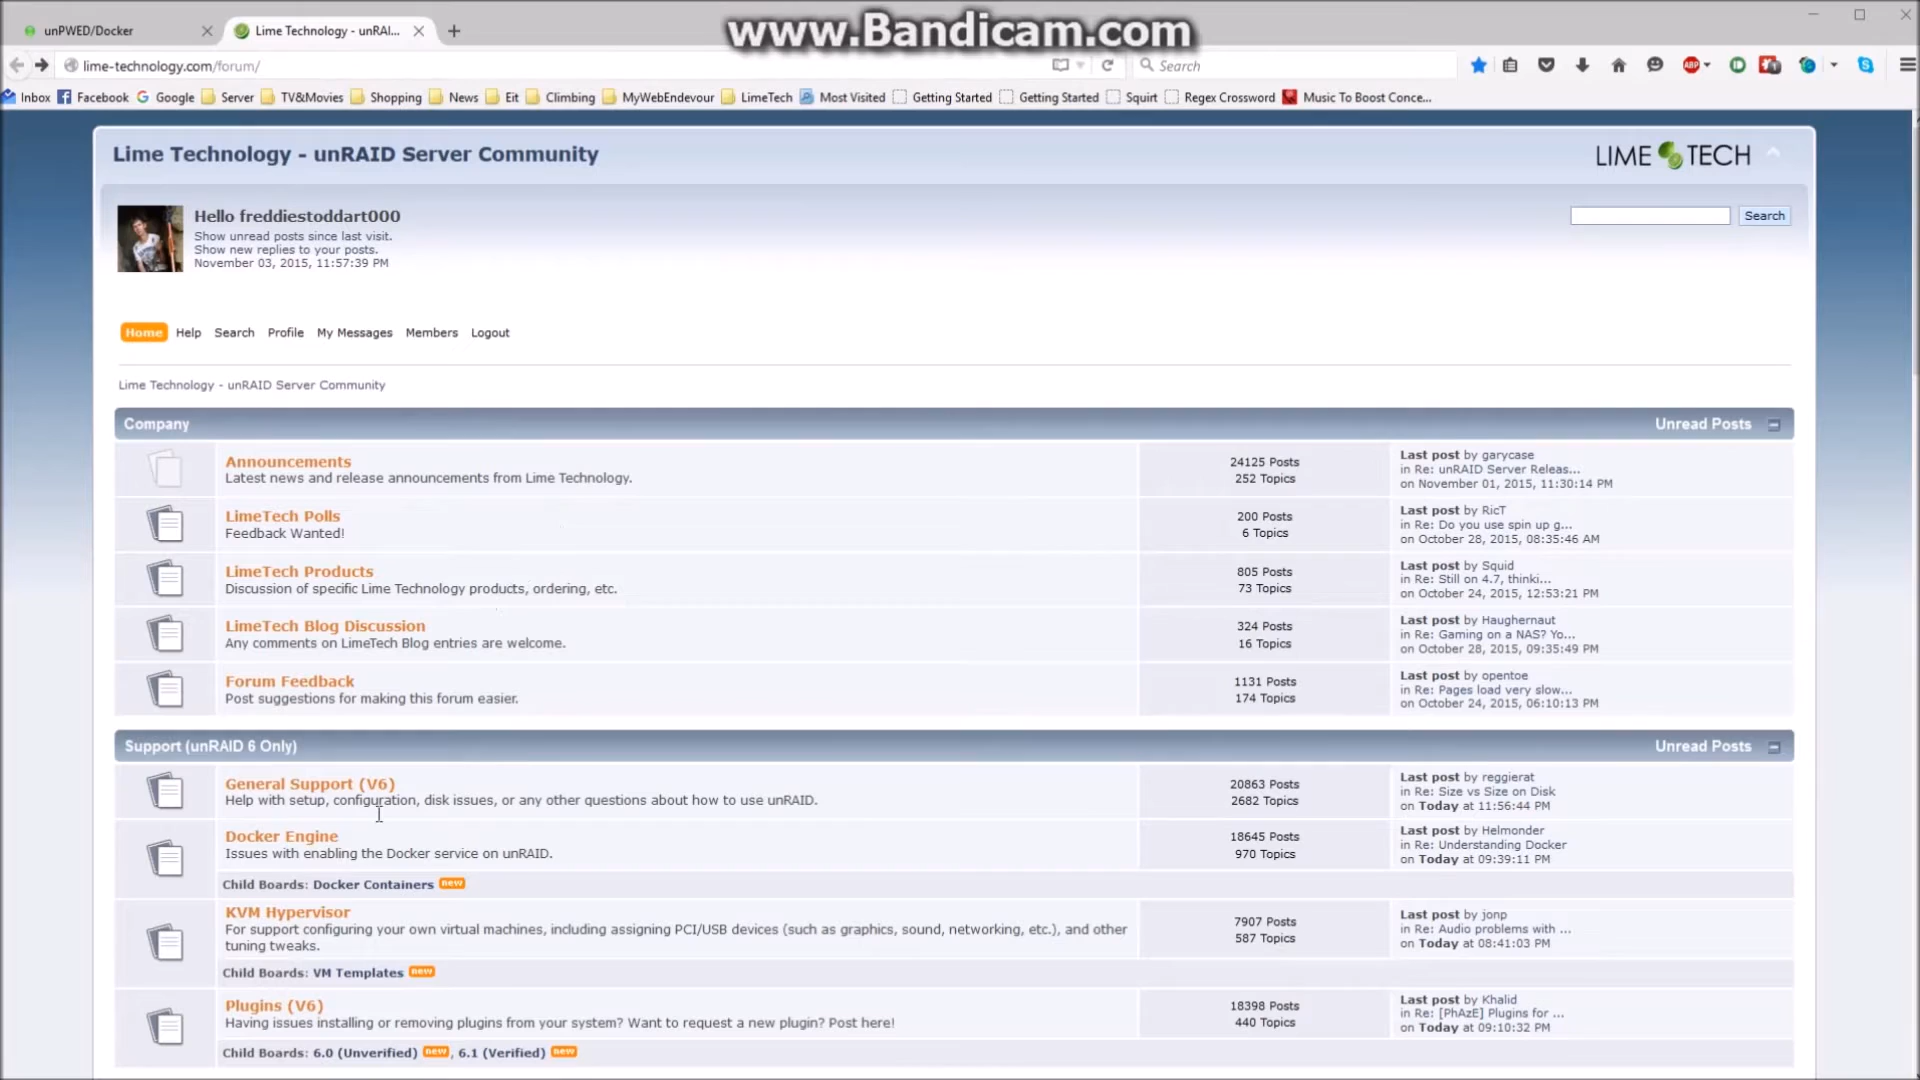 www.Bandicam.com
unPWED/Docker
Lime Technology - unRAI...
lime-technology.com/forum/
Search
Inbox Facebook Google Server TV&Movies Shopping News Eit Climbing MyWebEndevour LimeTech Most Visited Getting Started Getting Started Squirt Regex Crossword Music To Boost Conce...
Lime Technology - unRAID Server Community
LIME TECH
Hello freddiestoddart000
Show unread posts since last visit.
Show new replies to your posts.
November 03, 2015, 11:57:39 PM
Search
Home Help Search Profile My Messages Members Logout
Lime Technology - unRAID Server Community
Company
Unread Posts
Announcements
Latest news and release announcements from Lime Technology.
24125 Posts
252 Topics
Last post by garycase
in Re: unRAID Server Releas...
on November 01, 2015, 11:30:14 PM
LimeTech Polls
Feedback Wanted!
200 Posts
6 Topics
Last post by RicT
in Re: Do you use spin up g...
on October 28, 2015, 08:35:46 AM
LimeTech Products
Discussion of specific Lime Technology products, ordering, etc.
805 Posts
73 Topics
Last post by Squid
in Re: Still on 4.7, thinki...
on October 24, 2015, 12:53:21 PM
LimeTech Blog Discussion
Any comments on LimeTech Blog entries are welcome.
324 Posts
16 Topics
Last post by Haughernaut
in Re: Gaming on a NAS? Yo...
on October 28, 2015, 09:35:49 PM
Forum Feedback
Post suggestions for making this forum easier.
1131 Posts
174 Topics
Last post by opentoe
in Re: Pages load very slow...
on October 24, 2015, 06:10:13 PM
Support (unRAID 6 Only)
Unread Posts
General Support (V6)
Help with setup, configuration, disk issues, or any other questions about how to use unRAID.
20863 Posts
2682 Topics
Last post by reggierat
in Re: Size vs Size on Disk
on Today at 11:56:44 PM
Docker Engine
Issues with enabling the Docker service on unRAID.
18645 Posts
970 Topics
Last post by Helmonder
in Re: Understanding Docker
on Today at 09:39:11 PM
Child Boards: Docker Containers new
KVM Hypervisor
For support configuring your own virtual machines, including assigning PCI/USB devices (such as graphics, sound, networking, etc.), and other
tuning tweaks.
7907 Posts
587 Topics
Last post by jonp
in Re: Audio problems with ...
on Today at 08:41:03 PM
Child Boards: VM Templates new
Plugins (V6)
Having issues installing or removing plugins from your system? Want to request a new plugin? Post here!
18398 Posts
440 Topics
Last post by Khalid
in Re: [PhAzE] Plugins for ...
on Today at 09:10:32 PM
Child Boards: 6.0 (Unverified) new, 6.1 (Verified) new